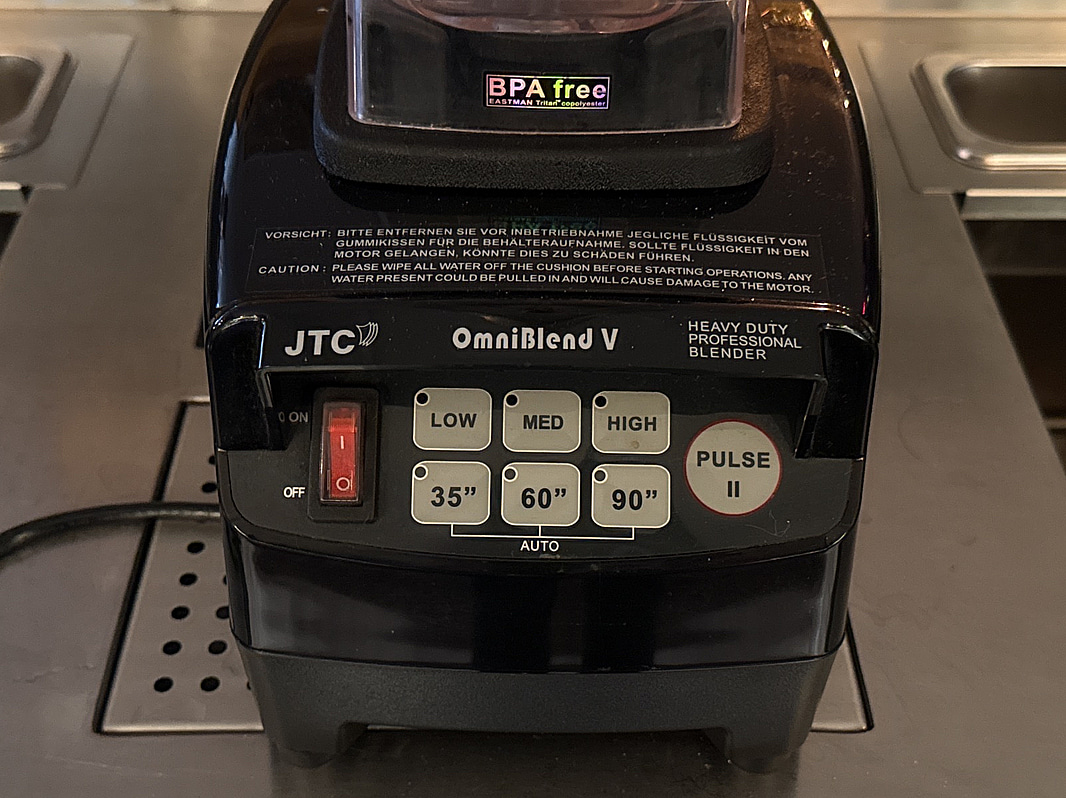 BPA free
EASTMAN Tritan™ copolyester
VORSICHT: BITTE ENTFERNEN SIE VOR INBETRIEBNAHME JEGLICHE FLÜSSIGKEIT VOM
GUMMIKISSEN FÜR DIE BEHÄLTERAUFNAHME. SOLLTE FLÜSSIGKEIT IN DEN
MOTOR GELANGEN, KÖNNTE DIES ZU SCHÄDEN FÜHREN.
CAUTION: PLEASE WIPE ALL WATER OFF THE CUSHION BEFORE STARTING OPERATIONS. ANY
WATER PRESENT COULD BE PULLED IN AND WILL CAUSE DAMAGE TO THE MOTOR.
JTC OmniBlend V
HEAVY DUTY
PROFESSIONAL
BLENDER
ON
OFF
I
O
LOW MED HIGH
35” 60” 90”
AUTO
PULSE
II